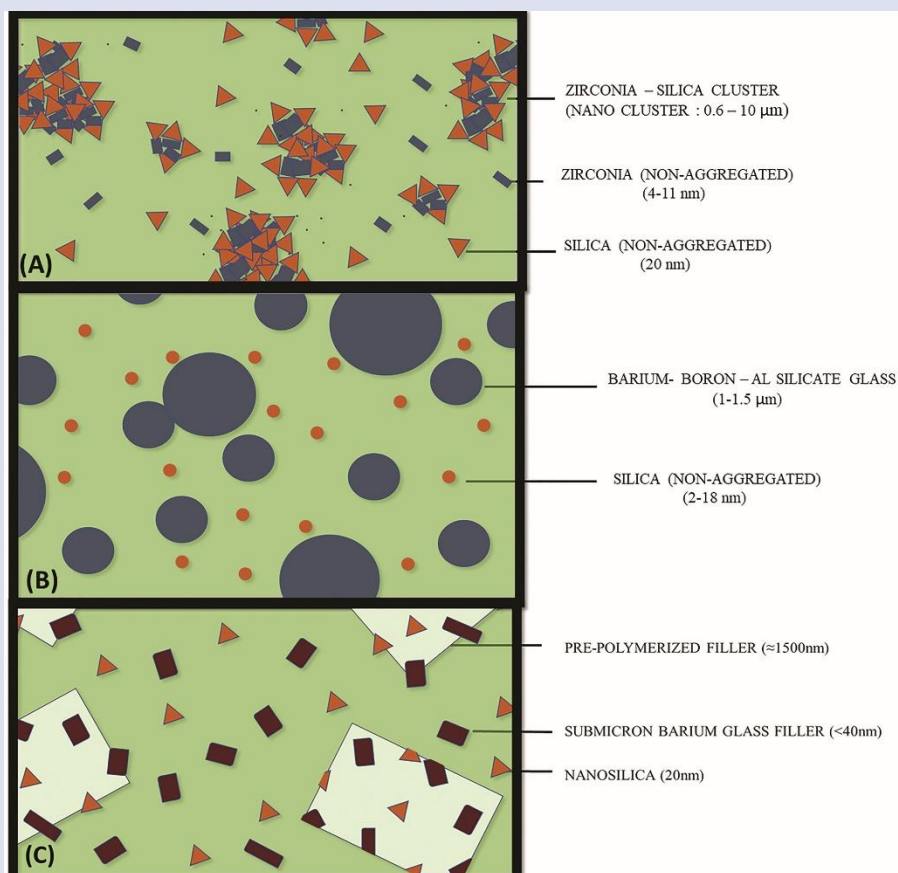 ZIRCONIA – SILICA CLUSTER
(NANO CLUSTER : 0.6 – 10 μm)
ZIRCONIA (NON-AGGREGATED)
(4-11 nm)
SILICA (NON-AGGREGATED)
(20 nm)
(A)
BARIUM- BORON – AL SILICATE GLASS
(1-1.5 μm)
SILICA (NON-AGGREGATED)
(2-18 nm)
(B)
PRE-POLYMERIZED FILLER (≈1500nm)
SUBMICRON BARIUM GLASS FILLER (<40nm)
NANOSILICA (20nm)
(C)